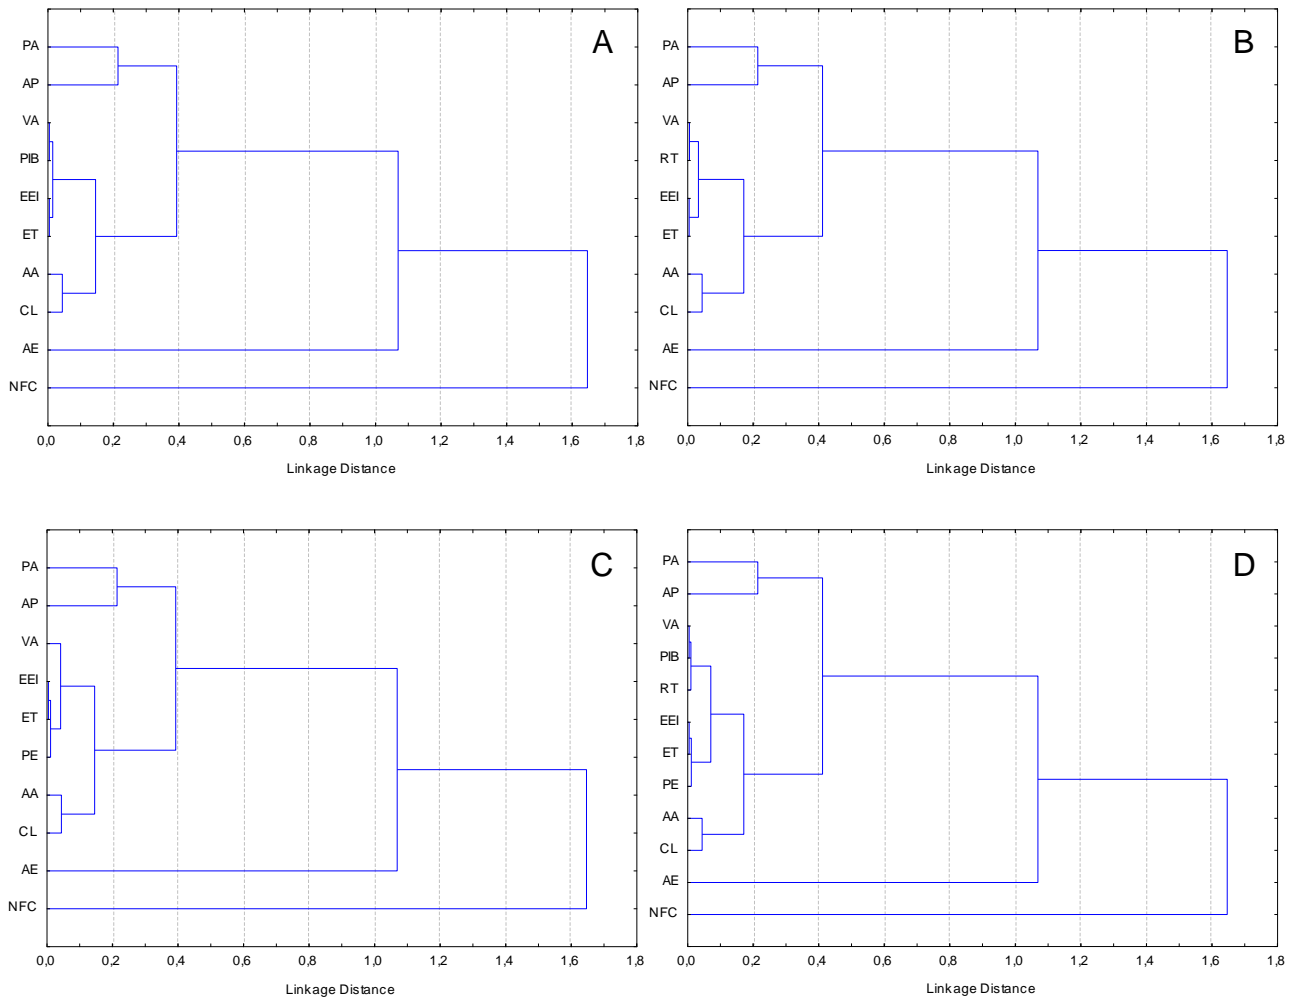 A
PA
AP
VA
PIB
EEI
ET
AA
CL
AE
NFC
0,0 0,2 0,4 0,6 0,8 1,0 1,2 1,4 1,6 1,8
Linkage Distance
B
PA
AP
VA
RT
EEI
ET
AA
CL
AE
NFC
0,0 0,2 0,4 0,6 0,8 1,0 1,2 1,4 1,6 1,8
Linkage Distance
C
PA
AP
VA
EEI
ET
PE
AA
CL
AE
NFC
0,0 0,2 0,4 0,6 0,8 1,0 1,2 1,4 1,6 1,8
Linkage Distance
D
PA
AP
VA
PIB
RT
EEI
ET
PE
AA
CL
AE
NFC
0,0 0,2 0,4 0,6 0,8 1,0 1,2 1,4 1,6 1,8
Linkage Distance